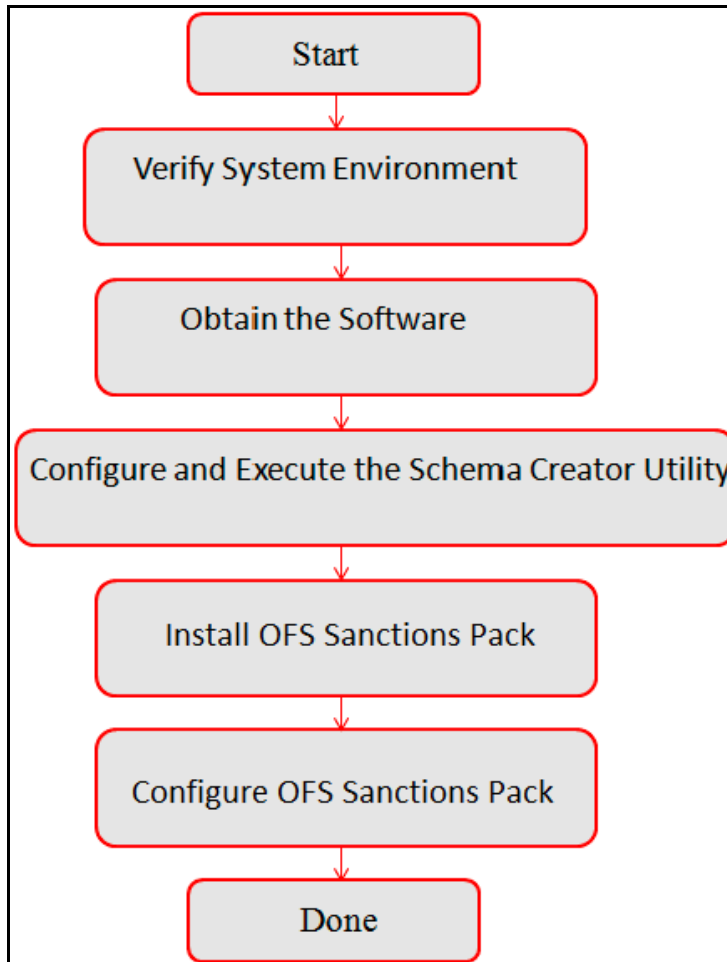 Start
Verify System Environment
Obtain the Software
Configure and Execute the Schema Creator Utility
Install OFS Sanctions Pack
Configure OFS Sanctions Pack
Done